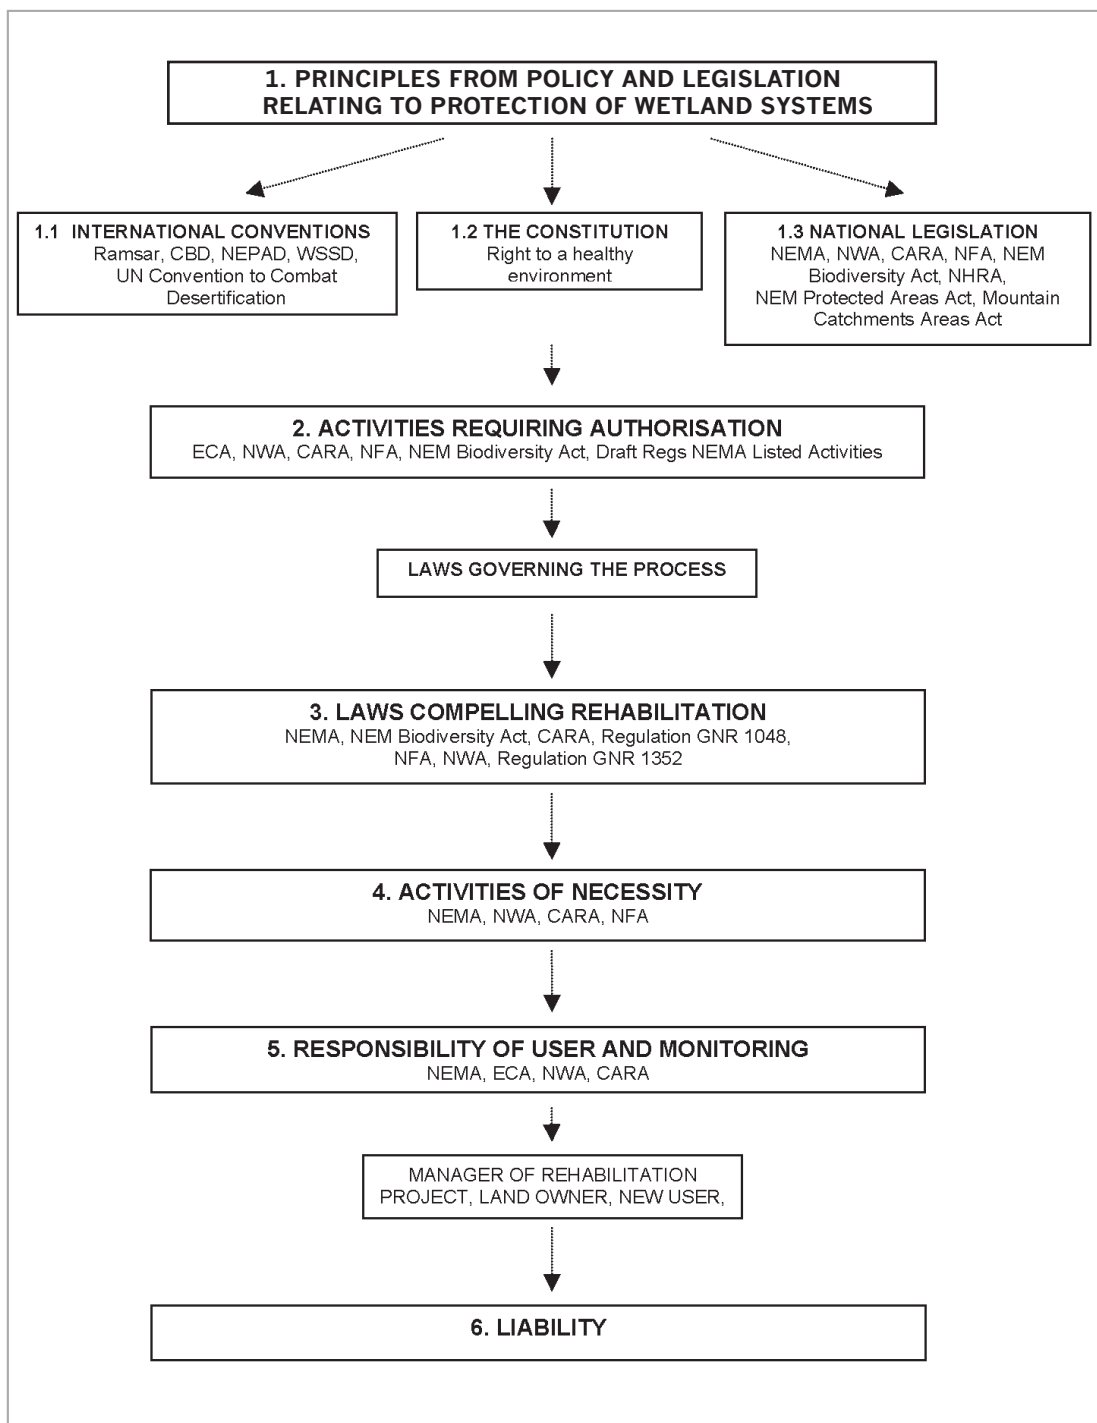 1. PRINCIPLES FROM POLICY AND LEGISLATION
RELATING TO PROTECTION OF WETLAND SYSTEMS
1.1 INTERNATIONAL CONVENTIONS
Ramsar, CBD, NEPAD, WSSD,
UN Convention to Combat
Desertification
1.2 THE CONSTITUTION
Right to a healthy
environment
1.3 NATIONAL LEGISLATION
NEMA, NWA, CARA, NFA, NEM
Biodiversity Act, NHRA,
NEM Protected Areas Act, Mountain
Catchments Areas Act
2. ACTIVITIES REQUIRING AUTHORISATION
ECA, NWA, CARA, NFA, NEM Biodiversity Act, Draft Regs NEMA Listed Activities
LAWS GOVERNING THE PROCESS
3. LAWS COMPELLING REHABILITATION
NEMA, NEM Biodiversity Act, CARA, Regulation GNR 1048,
NFA, NWA, Regulation GNR 1352
4. ACTIVITIES OF NECESSITY
NEMA, NWA, CARA, NFA
5. RESPONSIBILITY OF USER AND MONITORING
NEMA, ECA, NWA, CARA
MANAGER OF REHABILITATION
PROJECT, LAND OWNER, NEW USER,
6. LIABILITY